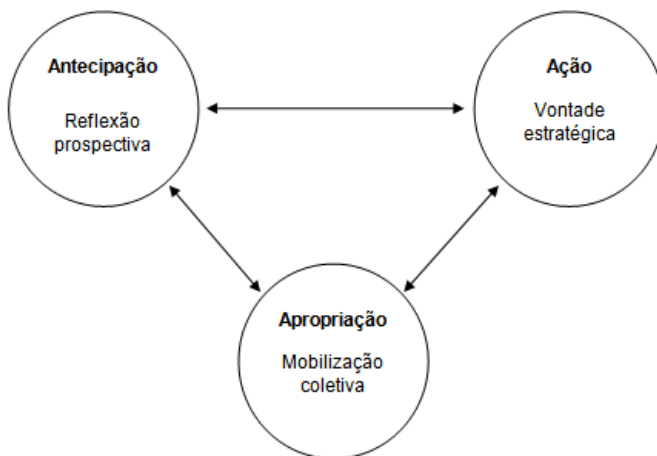 Antecipação
Reflexão
prospectiva
Ação
Vontade
estratégica
Apropriação
Mobilização
coletiva